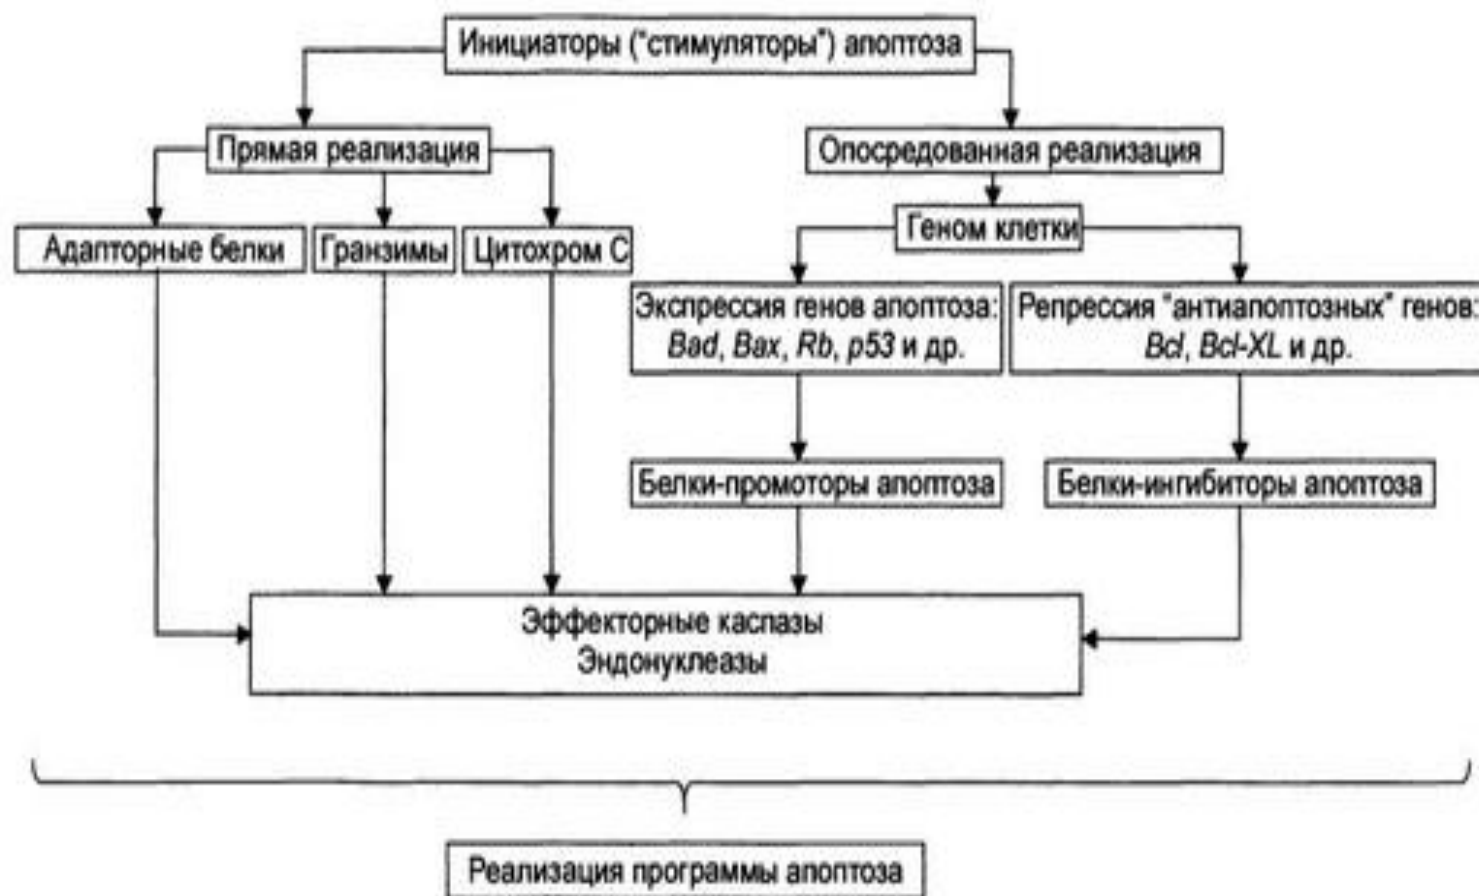 Инициаторы ("стимуляторы") апоптоза
Прямая реализация
Опосредованная реализация
Геном клетки
Адапторные белки
Гранзимы
Цитохром С
Экспрессия генов апоптоза:
Bad, Bax, Rb, p53 и др.
Репрессия "антиапоптозных" генов:
Bcl, Bcl-XL и др.
Белки-промоторы апоптоза
Белки-ингибиторы апоптоза
Эффекторные каспазы
Эндонуклеазы
Реализация программы апоптоза